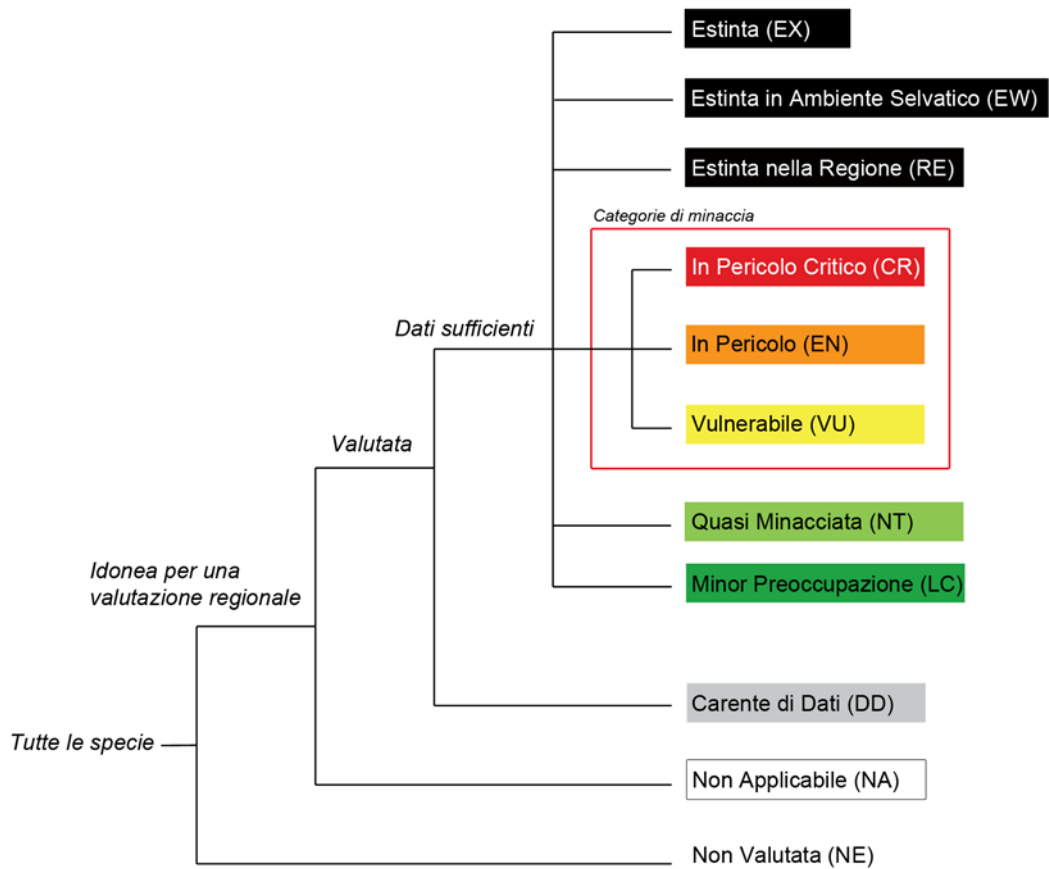 Estinta (EX)
Estinta in Ambiente Selvatico (EW)
Estinta nella Regione (RE)
Categorie di minaccia
In Pericolo Critico (CR)
Dati sufficienti
In Pericolo (EN)
Vulnerabile (VU)
Valutata
Quasi Minacciata (NT)
Idonea per una
valutazione regionale
Minor Preoccupazione (LC)
Carente di Dati (DD)
Tutte le specie
Non Applicabile (NA)
Non Valutata (NE)